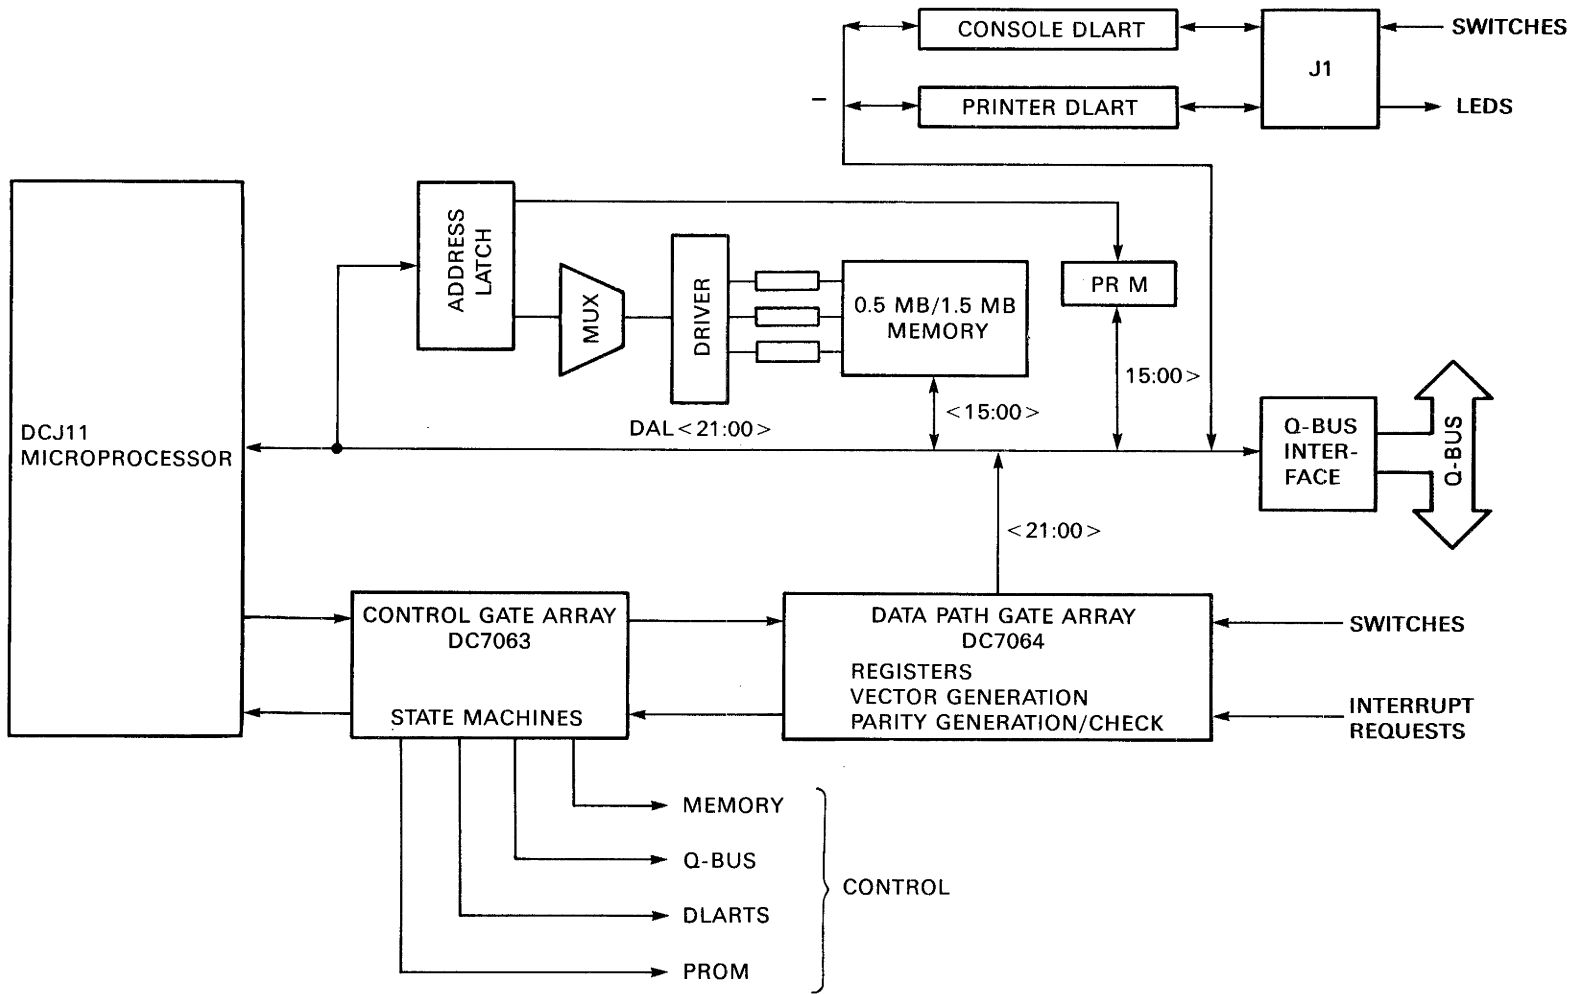 CONSOLE DLART
SWITCHES
J1
PRINTER DLART
LEDS
ADDRESS
LATCH
MUX
DRIVER
0.5 MB/1.5 MB
MEMORY
PR M
15:00>
<15:00>
DAL<21:00>
DCJ11
MICROPROCESSOR
Q-BUS
INTER-
FACE
Q-BUS
<21:00>
CONTROL GATE ARRAY
DC7063
STATE MACHINES
DATA PATH GATE ARRAY
DC7064
REGISTERS
VECTOR GENERATION
PARITY GENERATION/CHECK
SWITCHES
INTERRUPT
REQUESTS
MEMORY
Q-BUS
DLARTS
PROM
CONTROL